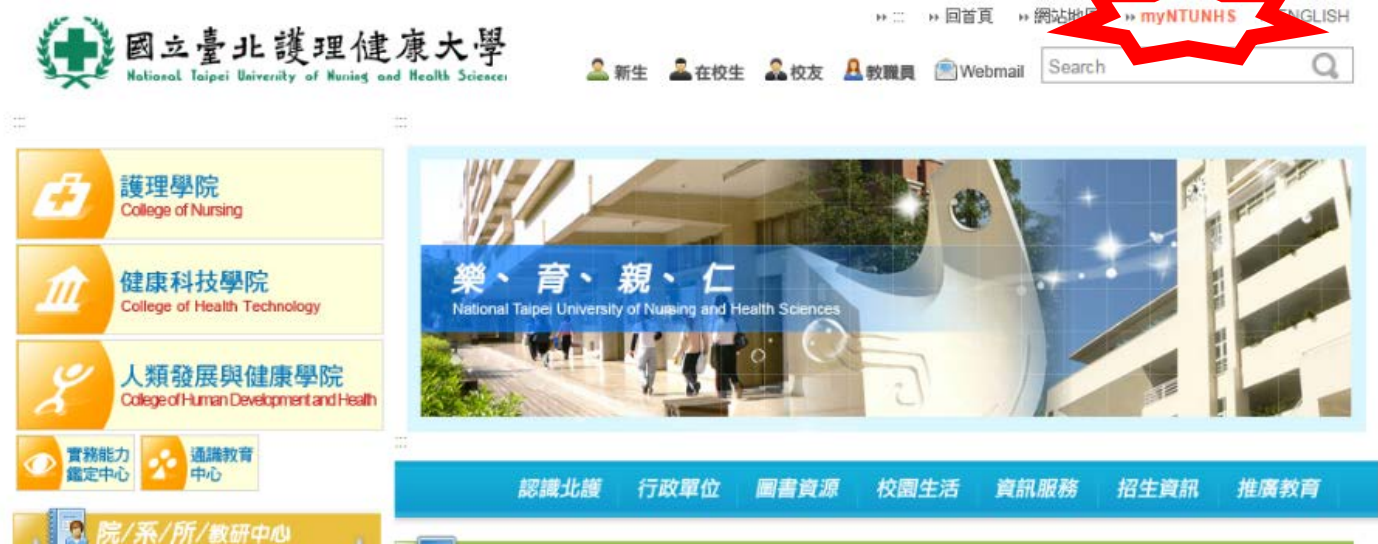 回首頁
myNTUNHS
國立臺北護理健康大學
National Taipei University of Nursing and Health Sciences
新生 在校生 校友 教職員 Webmail Search
護理學院
College of Nursing
健康科技學院
College of Health Technology
人類發展與健康學院
College of Human Development and Health
實務能力
鑑定中心
通識教育
中心
院/系/所/教研中心
樂、育、親、仁
National Taipei University of Nursing and Health Sciences
認識北護 行政單位 圖書資源 校園生活 資訊服務 招生資訊 推廣教育